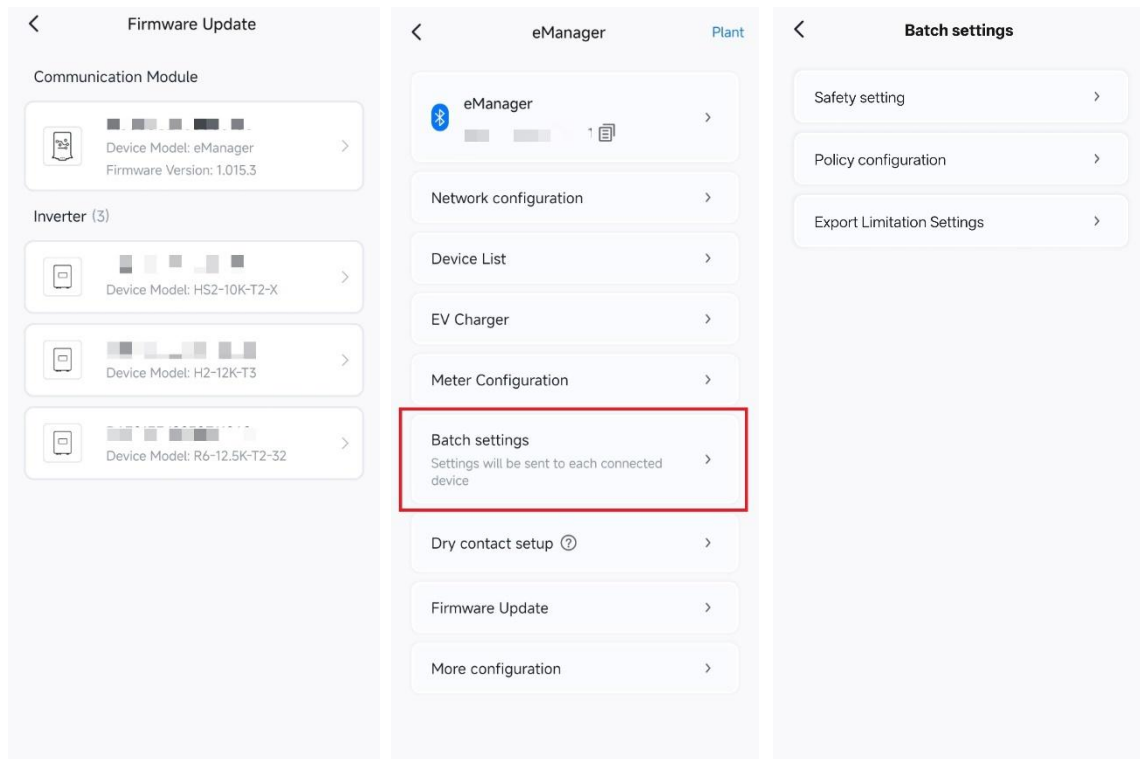 Firmware Update
Communication Module
Device Model: eManager
Firmware Version: 1.015.3
Inverter (3)
Device Model: HS2-10K-T2-X
Device Model: H2-12K-T3
Device Model: R6-12.5K-T2-32
eManager
Plant
eManager
Network configuration
Device List
EV Charger
Meter Configuration
Batch settings
Settings will be sent to each connected
device
Dry contact setup
Firmware Update
More configuration
Batch settings
Safety setting
Policy configuration
Export Limitation Settings